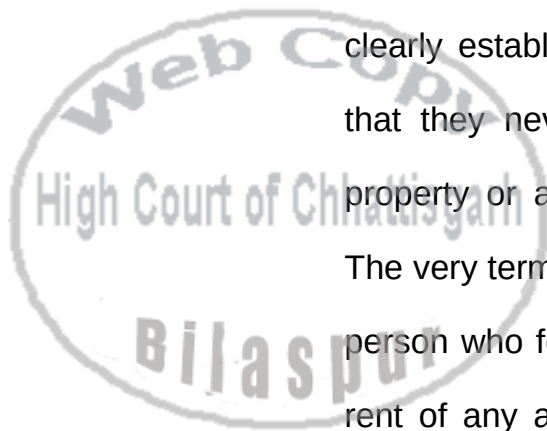 Web Copy
High Court of Chhattisgarh
Bilaspur
clearly establ
that they nev
property or a
The very term
person who f
rent of any a